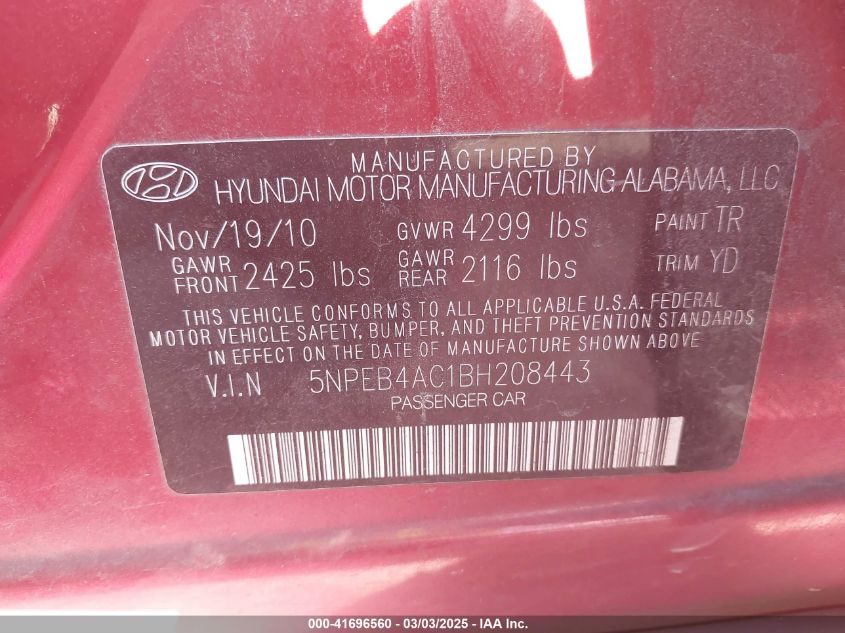 MANUFACTURED BY
HYUNDAI MOTOR MANUFACTURING ALABAMA, LLC
Nov/19/10 GVWR 4299 lbs PAINT TR
GAWR FRONT 2425 lbs GAWR REAR 2116 lbs TRIM YD
THIS VEHICLE CONFORMS TO ALL APPLICABLE U.S.A. FEDERAL
MOTOR VEHICLE SAFETY, BUMPER, AND THEFT PREVENTION STANDARDS
IN EFFECT ON THE DATE OF MANUFACTURE SHOWN ABOVE.
V.I.N 5NPEB4AC1BH208443
PASSENGER CAR
000-41696560 - 03/03/2025 - IAA Inc.